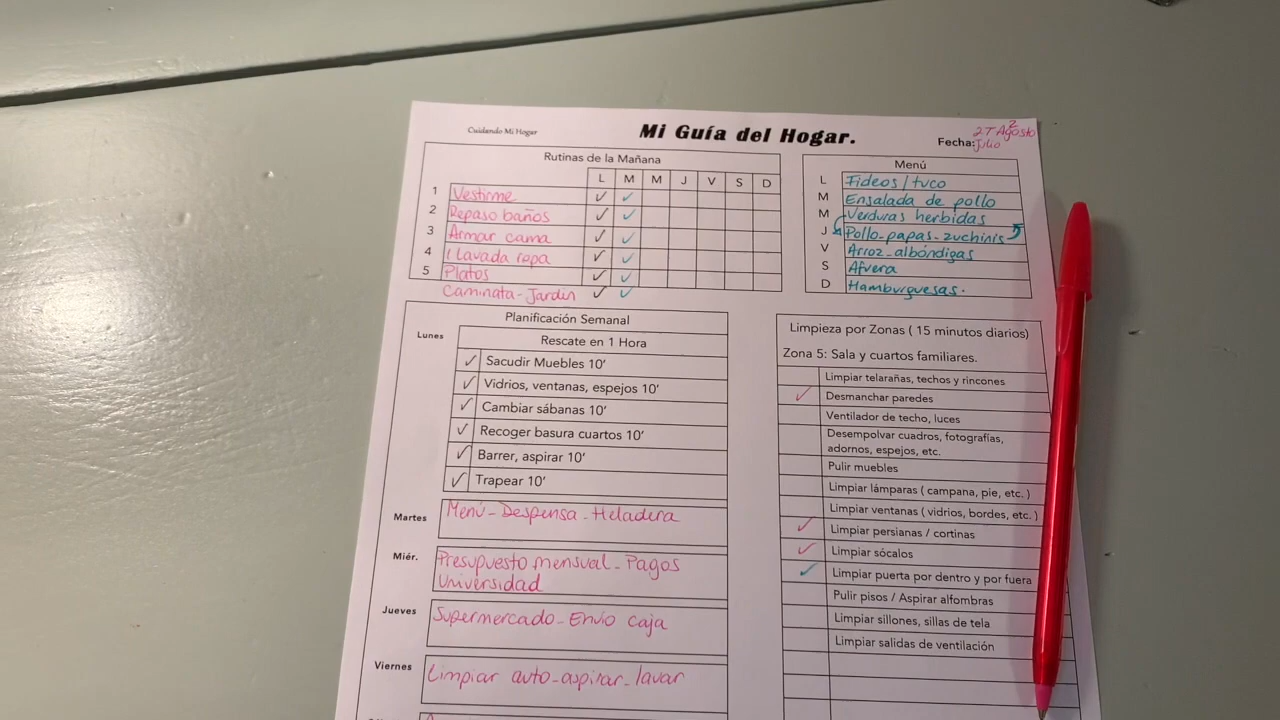 Cuidando Mi Hogar
Mi Guía del Hogar.
27 Agosto 2
Fecha: Julio
Rutinas de la Mañana
L M M J V S D
1 Vestirme ✓ ✓
2 Repaso baños ✓ ✓
3 Armar cama ✓ ✓
4 1 lavada ropa ✓ ✓
5 Platos ✓ ✓
Caminata-Jardin ✓ ✓
Menú
L Fideos/tuco
M Ensalada de pollo
M Verduras herbidas
J Pollo-papas-zuchinis
V Arroz-albóndigas
S Afuera
D Hamburguesas.
Planificación Semanal
Lunes
Rescate en 1 Hora
✓ Sacudir Muebles 10'
✓ Vidrios, ventanas, espejos 10'
✓ Cambiar sábanas 10'
✓ Recoger basura cuartos 10'
✓ Barrer, aspirar 10'
✓ Trapear 10'
Martes Menú-Despensa-Heladera
Miér. Presupuesto mensual-Pagos
Universidad
Jueves Supermercado-Envío caja
Viernes Limpiar auto-aspirar-lavar
Limpieza por Zonas ( 15 minutos diarios)
Zona 5: Sala y cuartos familiares.
Limpiar telarañas, techos y rincones
✓ Desmanchar paredes
Ventilador de techo, luces
Desempolvar cuadros, fotografías,
adornos, espejos, etc.
Pulir muebles
Limpiar lámparas ( campana, pie, etc. )
Limpiar ventanas ( vidrios, bordes, etc. )
✓ Limpiar persianas / cortinas
✓ Limpiar sócalos
✓ Limpiar puerta por dentro y por fuera
Pulir pisos / Aspirar alfombras
Limpiar sillones, sillas de tela
Limpiar salidas de ventilación